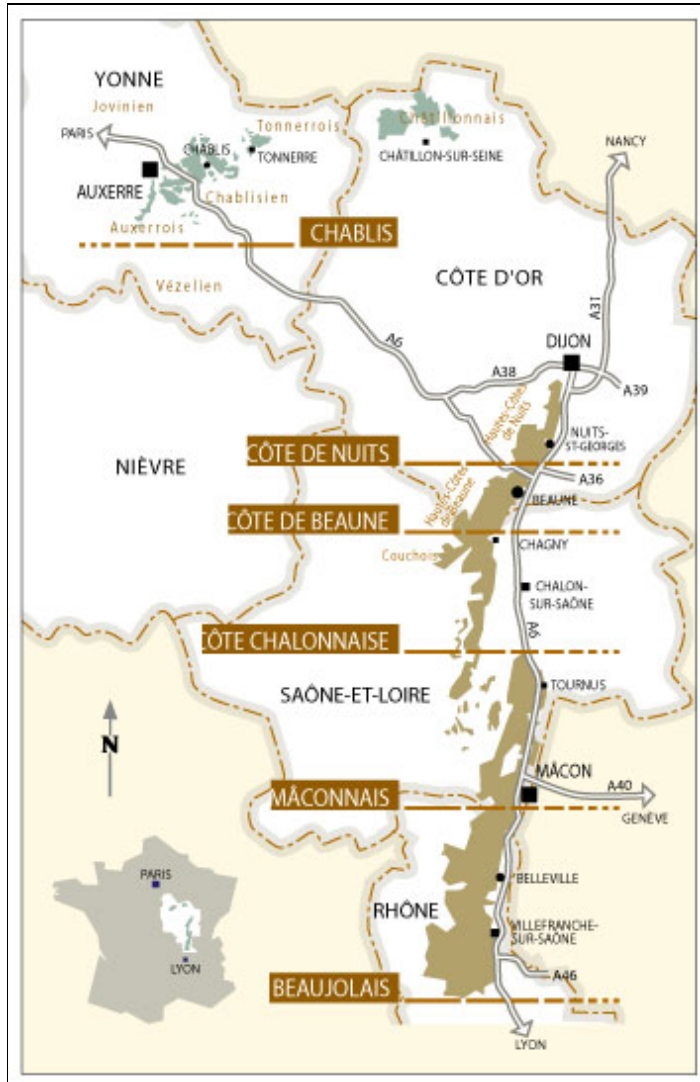 YONNE
Jovinien
PARIS
Tonnerrois
Châtillonnais
NANCY
CHABLIS
TONNERRE
CHÂTILLON-SUR-SEINE
AUXERRE
Chablisien
Auxerrois
CHABLIS
Vézelien
CÔTE D'OR
A31
A6
DIJON
A38
A39
Hautes-Côtes
de Nuits
NUITS-
ST-GEORGES
CÔTE DE NUITS
NIÈVRE
A36
BEAUNE
Hautes-Côtes
de Beaune
CÔTE DE BEAUNE
CHAGNY
Couchois
CHALON-
SUR-SAÔNE
A6
CÔTE CHALONNAISE
SAÔNE-ET-LOIRE
TOURNUS
N
MÂCON
A40
MÂCONNAIS
GENÈVE
PARIS
BELLEVILLE
RHÔNE
VILLEFRANCHE-
SUR-SAÔNE
LYON
A46
BEAUJOLAIS
LYON